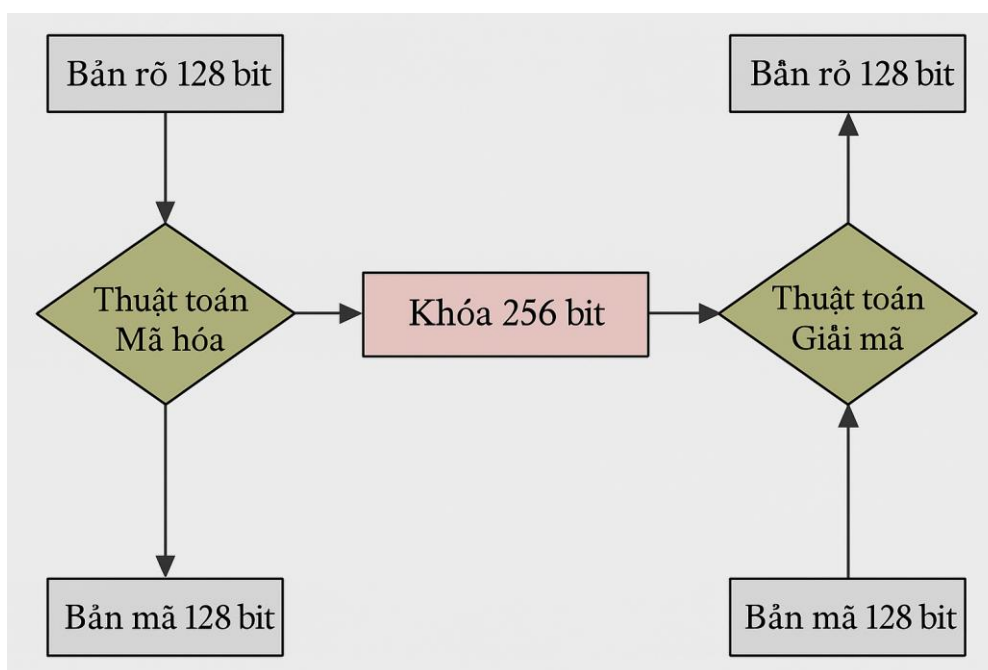 Bản rõ 128 bit
Bản rỏ 128 bit
Thuật toán
Mã hóa
Khóa 256 bit
Thuật toán
Giải mã
Bản mã 128 bit
Bản mã 128 bit